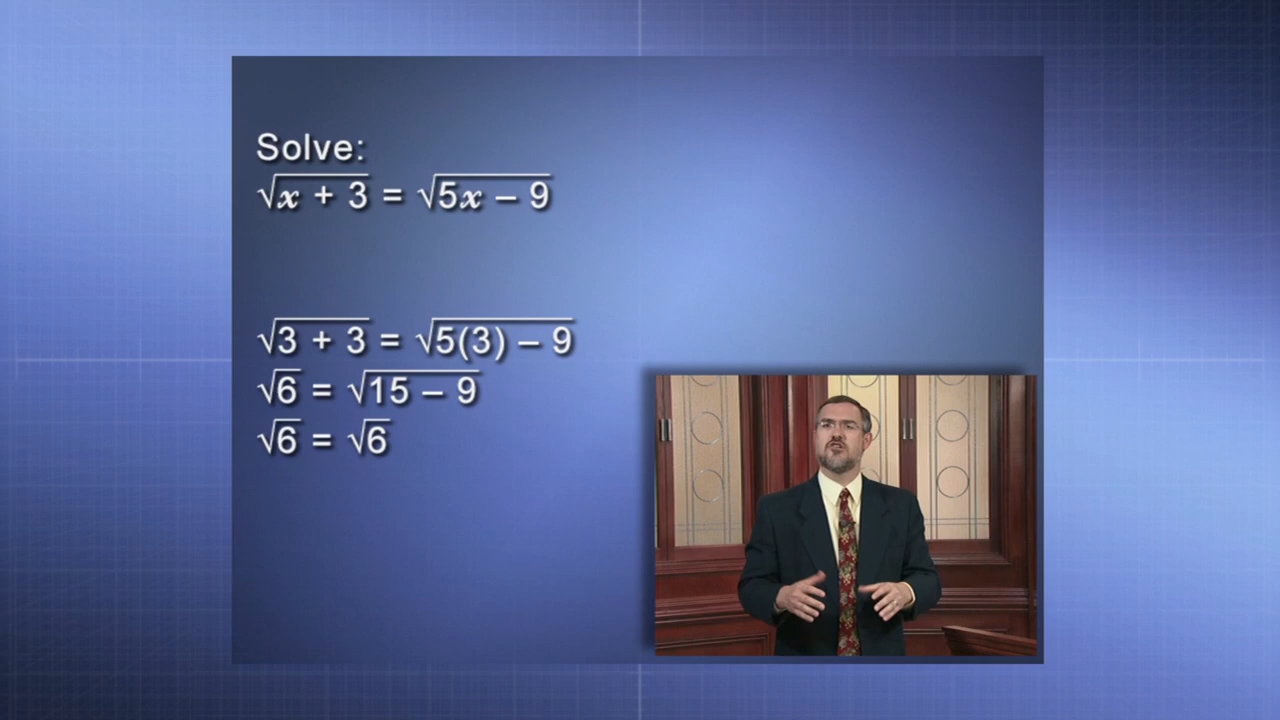 Solve:
√x + 3 = √5x – 9
√3 + 3 = √5(3) – 9
√6 = √15 – 9
√6 = √6